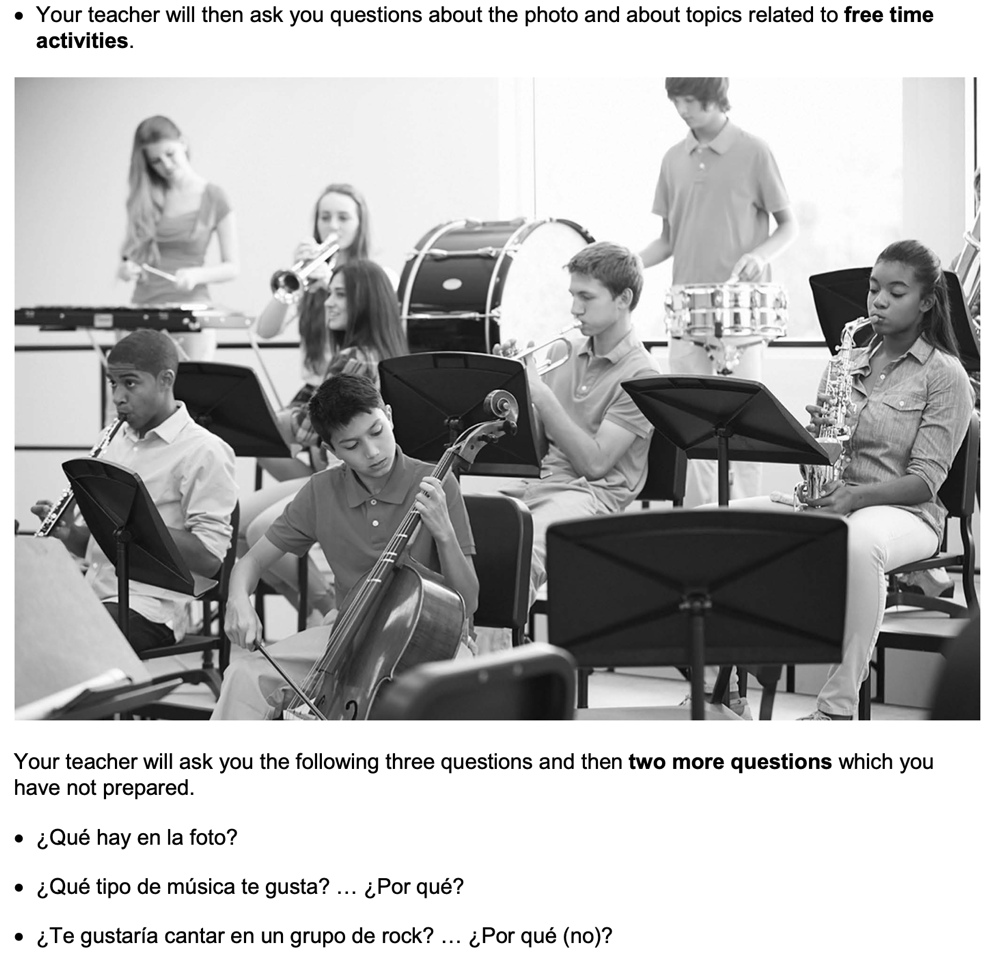 • Your teacher will then ask you questions about the photo and about topics related to free time
activities.
Your teacher will ask you the following three questions and then two more questions which you
have not prepared.
• ¿Qué hay en la foto?
• ¿Qué tipo de música te gusta? … ¿Por qué?
• ¿Te gustaría cantar en un grupo de rock? … ¿Por qué (no)?